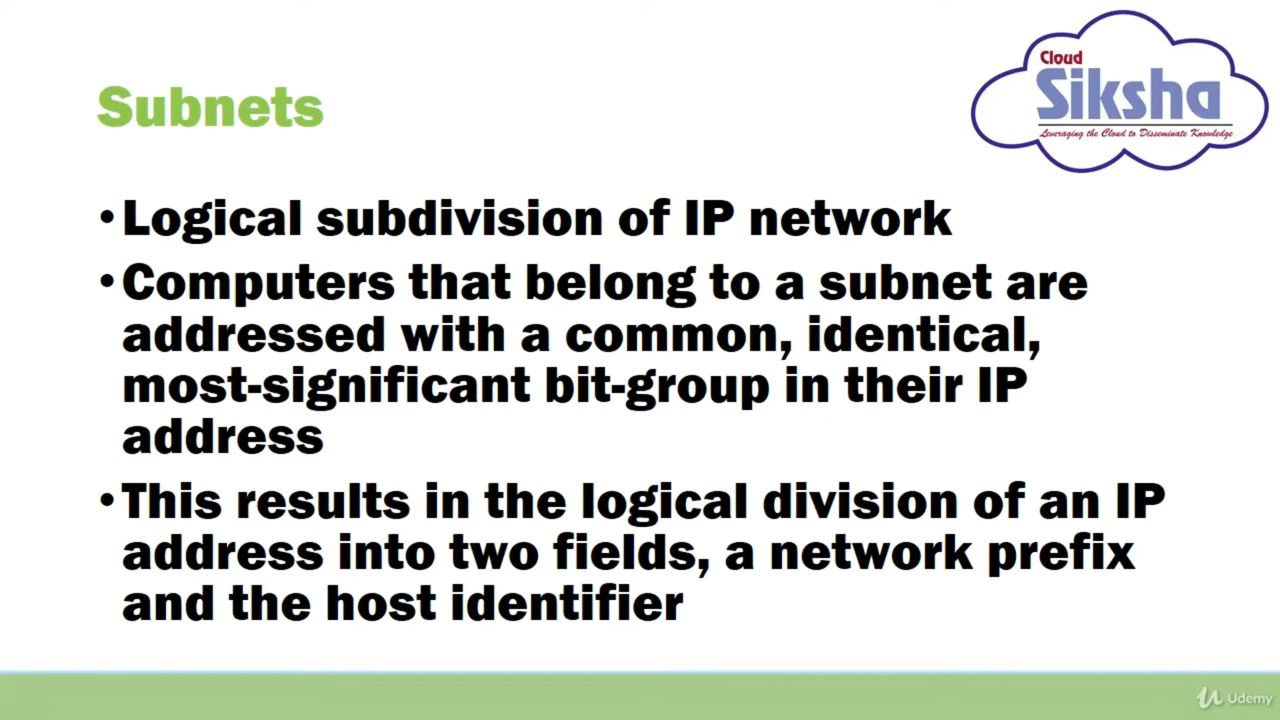 Cloud
Siksha
Leveraging the Cloud to Disseminate Knowledge
Subnets
•Logical subdivision of IP network
•Computers that belong to a subnet are
addressed with a common, identical,
most-significant bit-group in their IP
address
•This results in the logical division of an IP
address into two fields, a network prefix
and the host identifier
Udemy